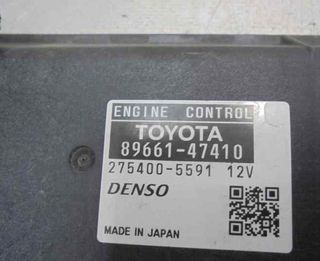 ENGINE CONTROL
TOYOTA
89661-47410
275400-5591 12V
DENSO
MADE IN JAPAN